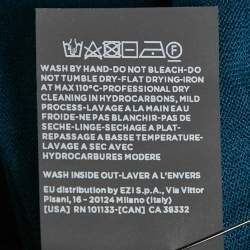 WASH BY HAND-DO NOT BLEACH-DO
NOT TUMBLE DRY-FLAT DRYING-IRON
AT MAX 110°C-PROFESSIONAL DRY
CLEANING IN HYDROCARBONS, MILD
PROCESS-LAVAGE A LA MAIN EAU
FROIDE-NE PAS BLANCHIR-PAS DE
SECHE-LINGE-SECHAGE A PLAT-
REPASSAGE A BASSE TEMPERATURE-
LAVAGE A SEC AVEC
HYDROCARBURES MODERE
WASH INSIDE OUT-LAVER A L'ENVERS
EU distribution by EZI S.p.A., Via Vittor
Pisani, 16 - 20124 Milano (Italy)
[USA] RN 101133-[CAN] CA 38332